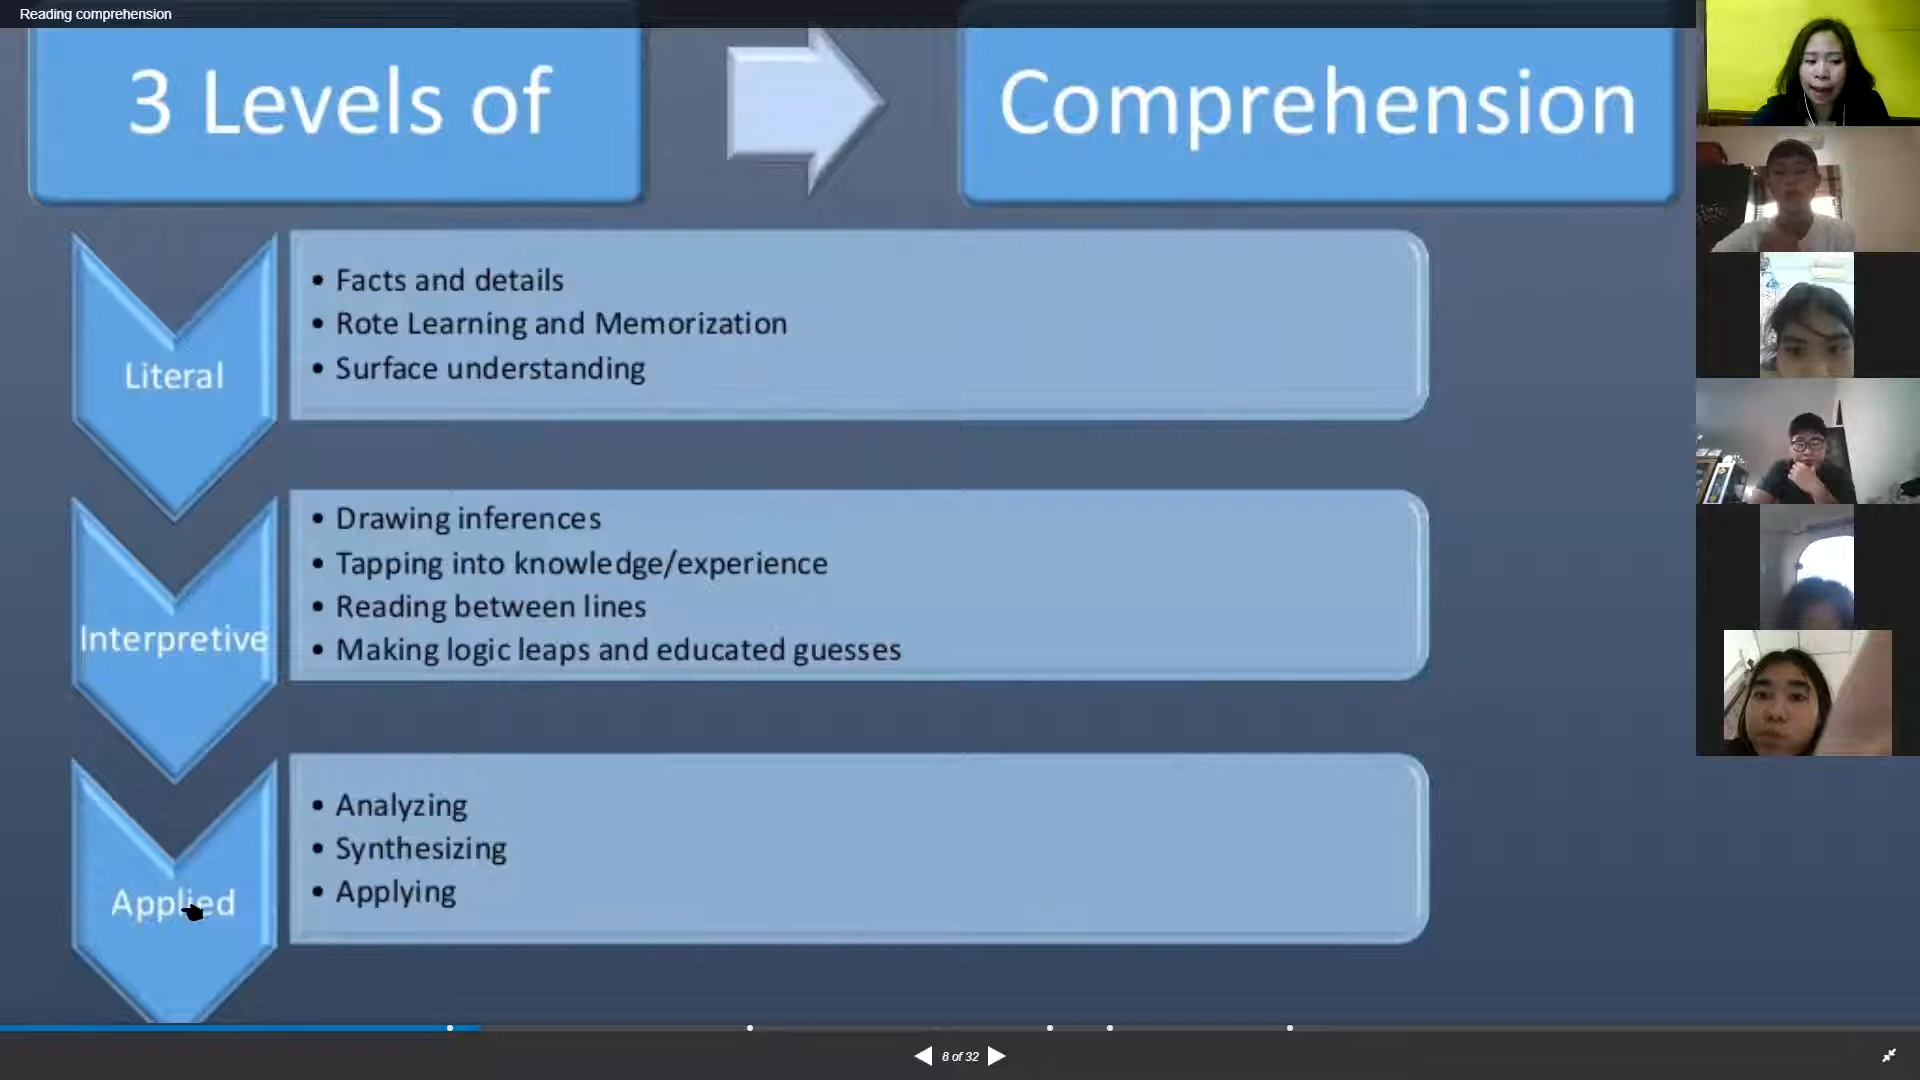 Reading comprehension
3 Levels of
Comprehension
Literal
• Facts and details
• Rote Learning and Memorization
• Surface understanding
Interpretive
• Drawing inferences
• Tapping into knowledge/experience
• Reading between lines
• Making logic leaps and educated guesses
Applied
• Analyzing
• Synthesizing
• Applying
8 of 32